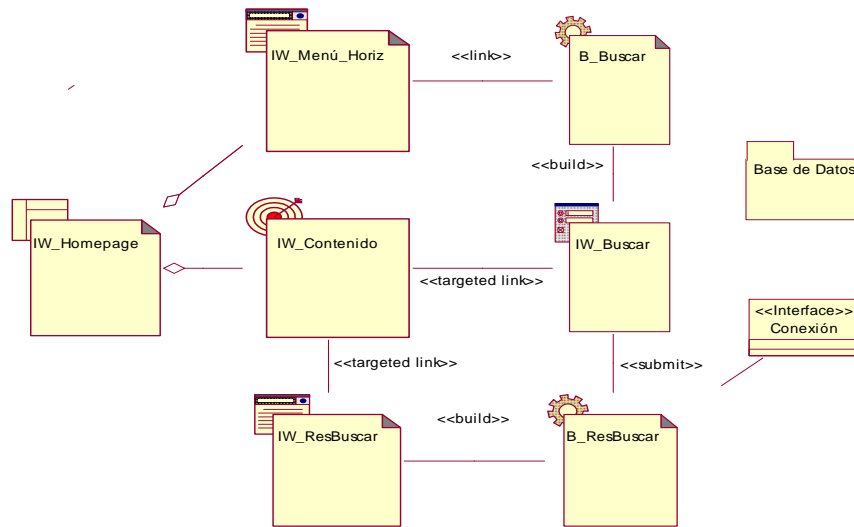 IW_Menú_Horiz
<<link>>
B_Buscar
<<build>>
Base de Datos
IW_Homepage
IW_Contenido
IW_Buscar
<<targeted link>>
<<Interface>>
Conexión
<<targeted link>>
<<submit>>
IW_ResBuscar
<<build>>
B_ResBuscar